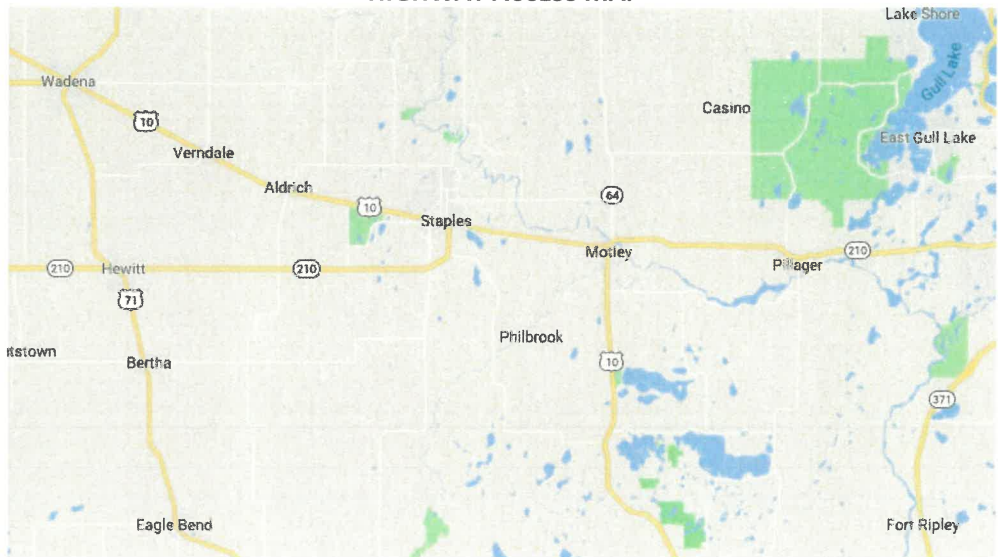 Lake Shore
Gull Lake
Wadena
10
Casino
Verndale
East Gull Lake
Aldrich
10
64
Staples
Motley
210
Hewitt
210
Pillager
210
71
Philbrook
Bertha
10
371
Eagle Bend
Fort Ripley